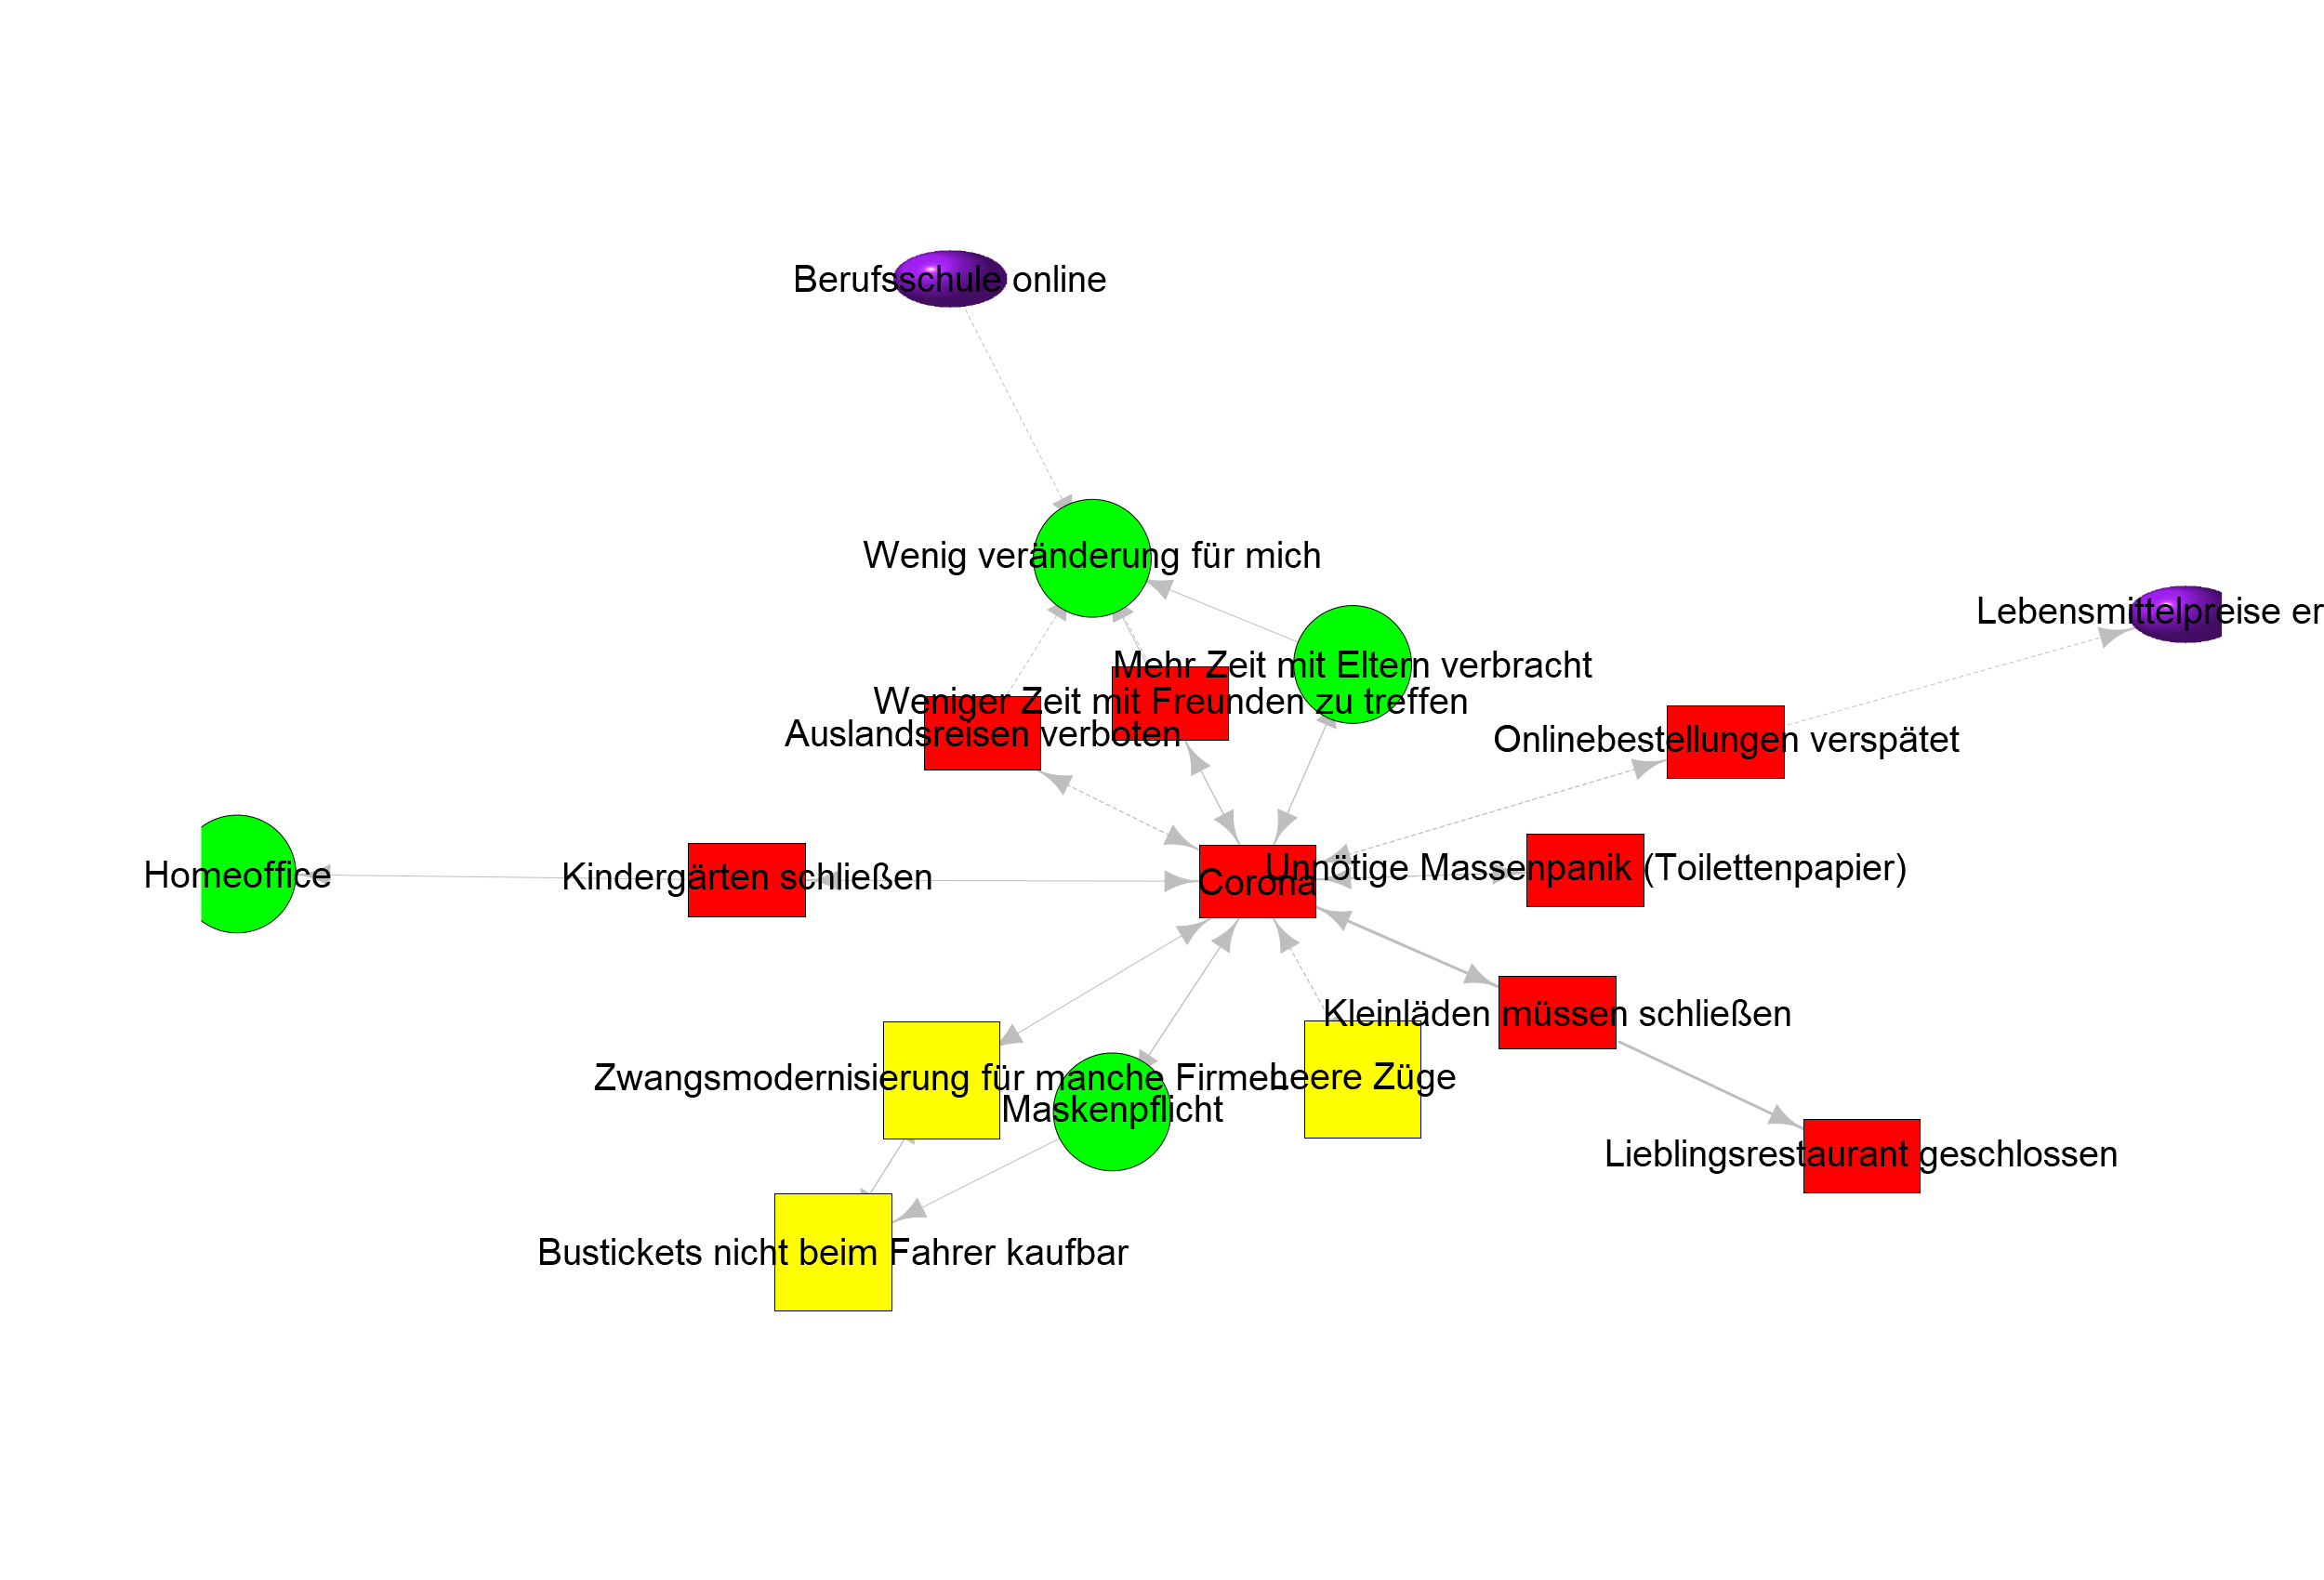 Berufsschule online
Wenig veränderung für mich
Lebensmittelpreise er
Mehr Zeit mit Eltern verbracht
Weniger Zeit mit Freunden zu treffen
Auslandsreisen verboten
Onlinebestellungen verspätet
Homeoffice
Kindergärten schließen
Corona
Unnötige Massenpanik (Toilettenpapier)
Kleinläden müssen schließen
Zwangsmodernisierung für manche Firmen
Leere Züge
Maskenpflicht
Lieblingsrestaurant geschlossen
Bustickets nicht beim Fahrer kaufbar